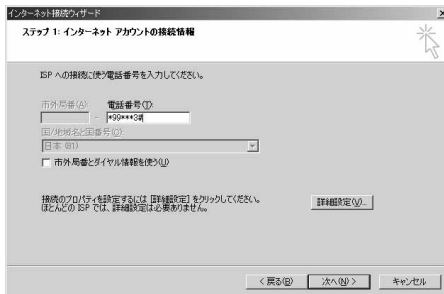 インターネット接続ウィザード
ステップ 1: インターネット アカウントの接続情報
ISP への接続に使う電話番号を入力してください。
市外局番(A): 電話番号(T):
- *99***3#
国/地域名と国番号(C):
日本 (81)
市外局番とダイヤル情報を使う(U)
接続のプロパティを設定するには [詳細設定] をクリックしてください。
ほとんどの ISP では、詳細設定は必要ありません。
詳細設定(V)...
< 戻る(B) 次へ(N) > キャンセル